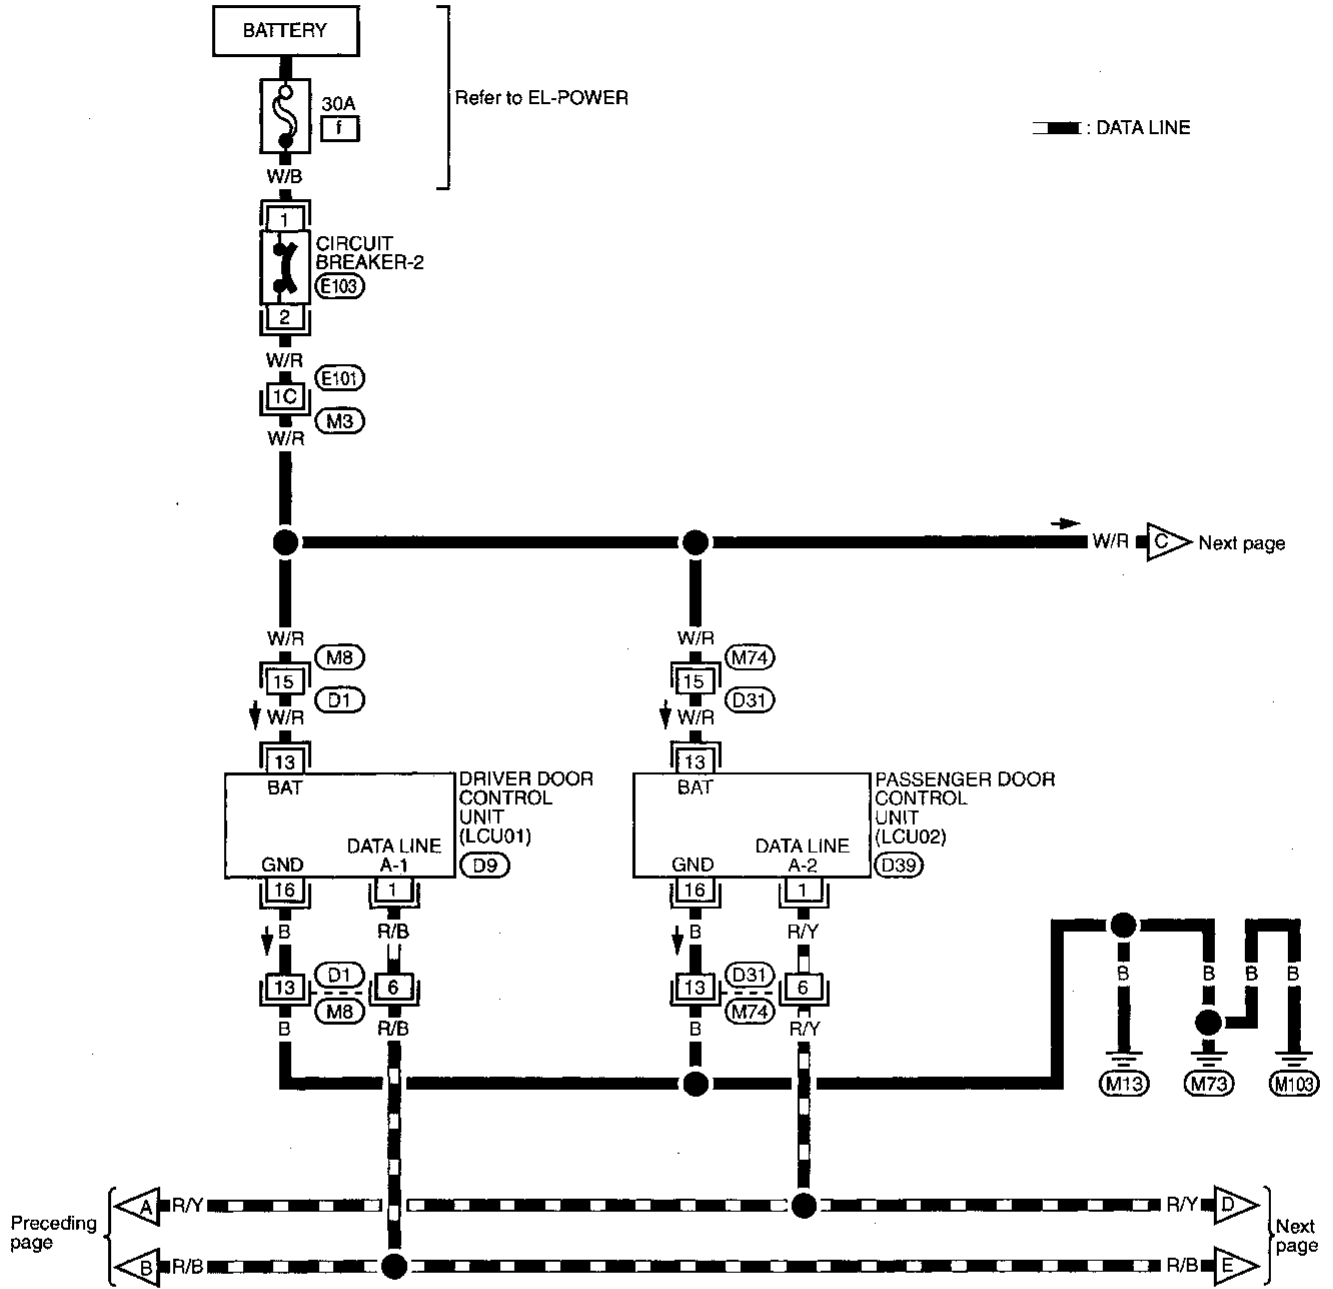 BATTERY
30A
f
Refer to EL-POWER
: DATA LINE
W/B
1
CIRCUIT
BREAKER-2
E103
2
W/R
E101
1C
M3
W/R
W/R
C
Next page
W/R
M8
15
D1
W/R
13
BAT
DRIVER DOOR
CONTROL
UNIT
(LCU01)
D9
DATA LINE
A-1
GND
16
1
B
R/B
13
D1
M8
6
B
R/B
W/R
M74
15
D31
W/R
13
BAT
PASSENGER DOOR
CONTROL
UNIT
(LCU02)
D39
DATA LINE
A-2
GND
16
1
B
R/Y
13
D31
M74
6
B
R/Y
B
B
B
B
M13
M73
M103
Preceding
page
A
R/Y
R/Y
D
B
R/B
R/B
E
Next
page